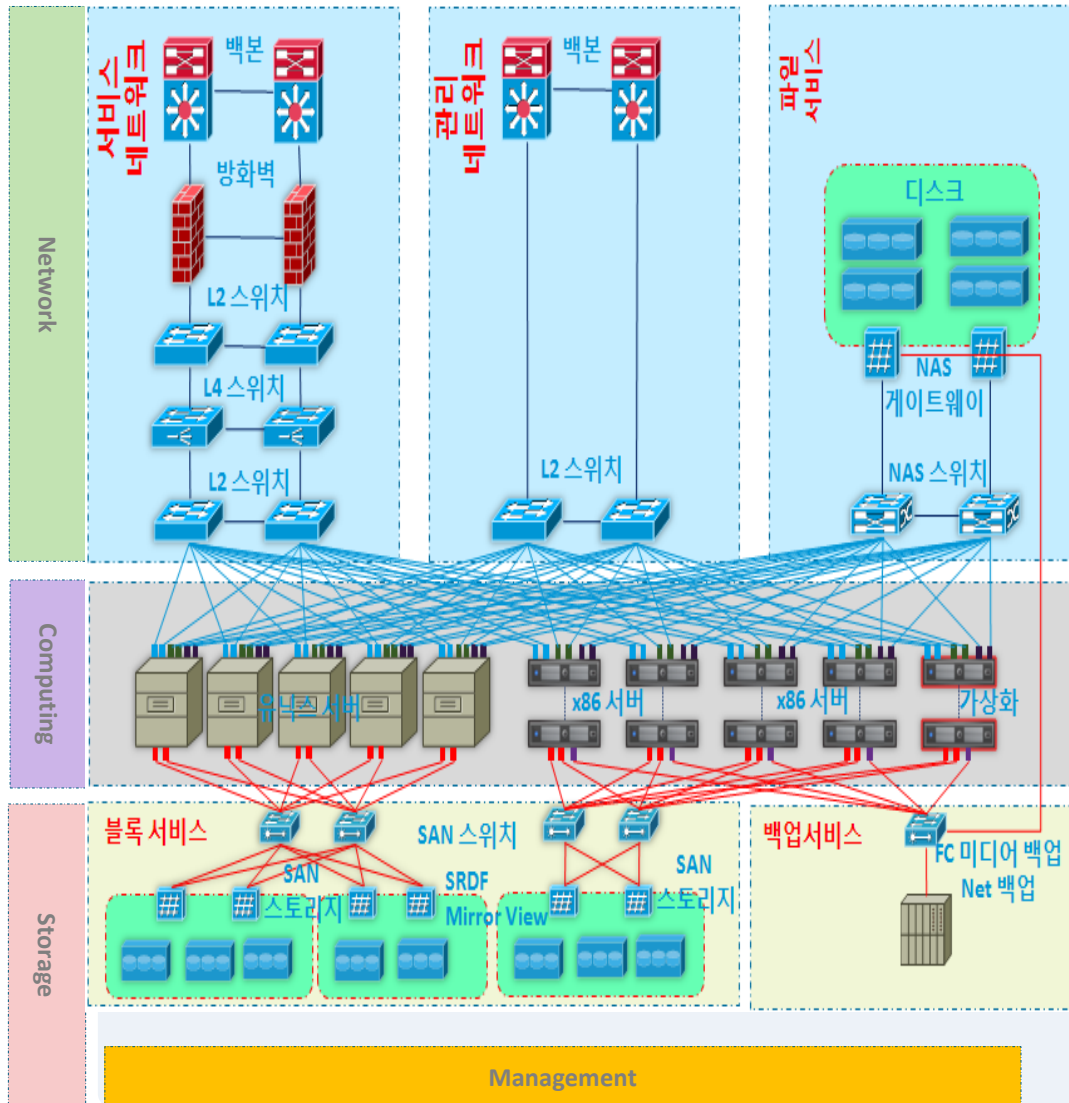 Network
서비스
네트워크
백본
방화벽
L2 스위치
L4 스위치
L2 스위치
관리
네트워크
백본
L2 스위치
파일
서비스
디스크
NAS
게이트웨이
NAS 스위치
Computing
유닉스 서버
x86 서버
x86 서버
가상화
Storage
블록 서비스
SAN 스위치
SAN
스토리지
SRDF
Mirror View
SAN
스토리지
백업서비스
FC 미디어 백업
Net 백업
Management